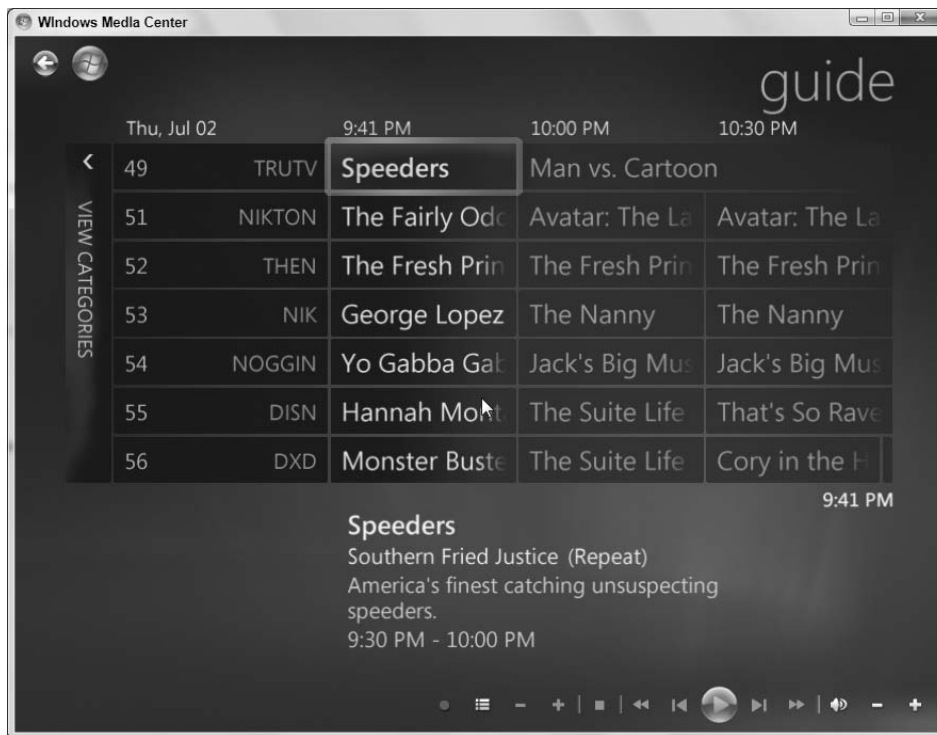 Windows Media Center
guide
Thu, Jul 02 9:41 PM 10:00 PM 10:30 PM
VIEW CATEGORIES
49 TRUTV Speeders Man vs. Cartoon
51 NIKTON The Fairly Odd Avatar: The La Avatar: The La
52 THEN The Fresh Prin The Fresh Prin The Fresh Prin
53 NIK George Lopez The Nanny The Nanny
54 NOGGIN Yo Gabba Gab Jack's Big Mus Jack's Big Mus
55 DISN Hannah Mont The Suite Life That's So Rave
56 DXD Monster Buste The Suite Life Cory in the H
9:41 PM
Speeders
Southern Fried Justice (Repeat)
America's finest catching unsuspecting
speeders.
9:30 PM - 10:00 PM